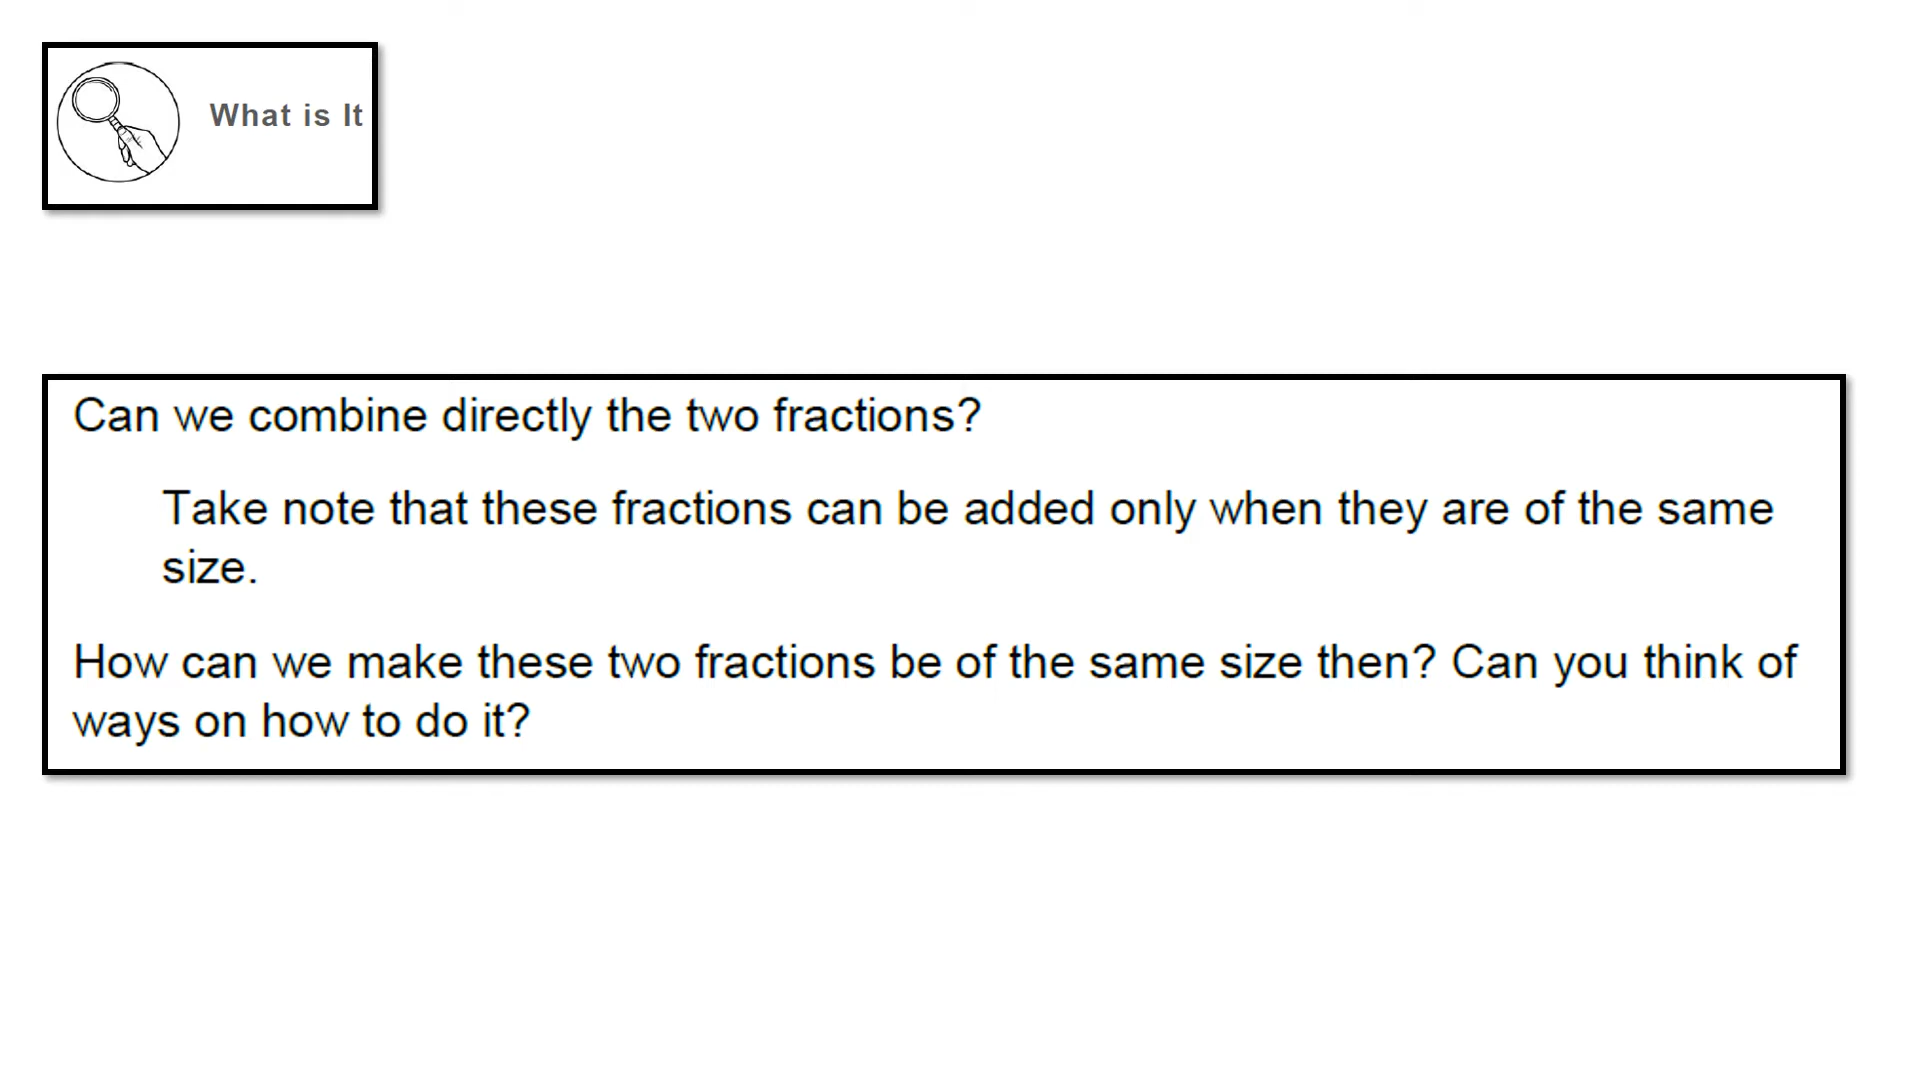 What is It
Can we combine directly the two fractions?
Take note that these fractions can be added only when they are of the same
size.
How can we make these two fractions be of the same size then? Can you think of
ways on how to do it?